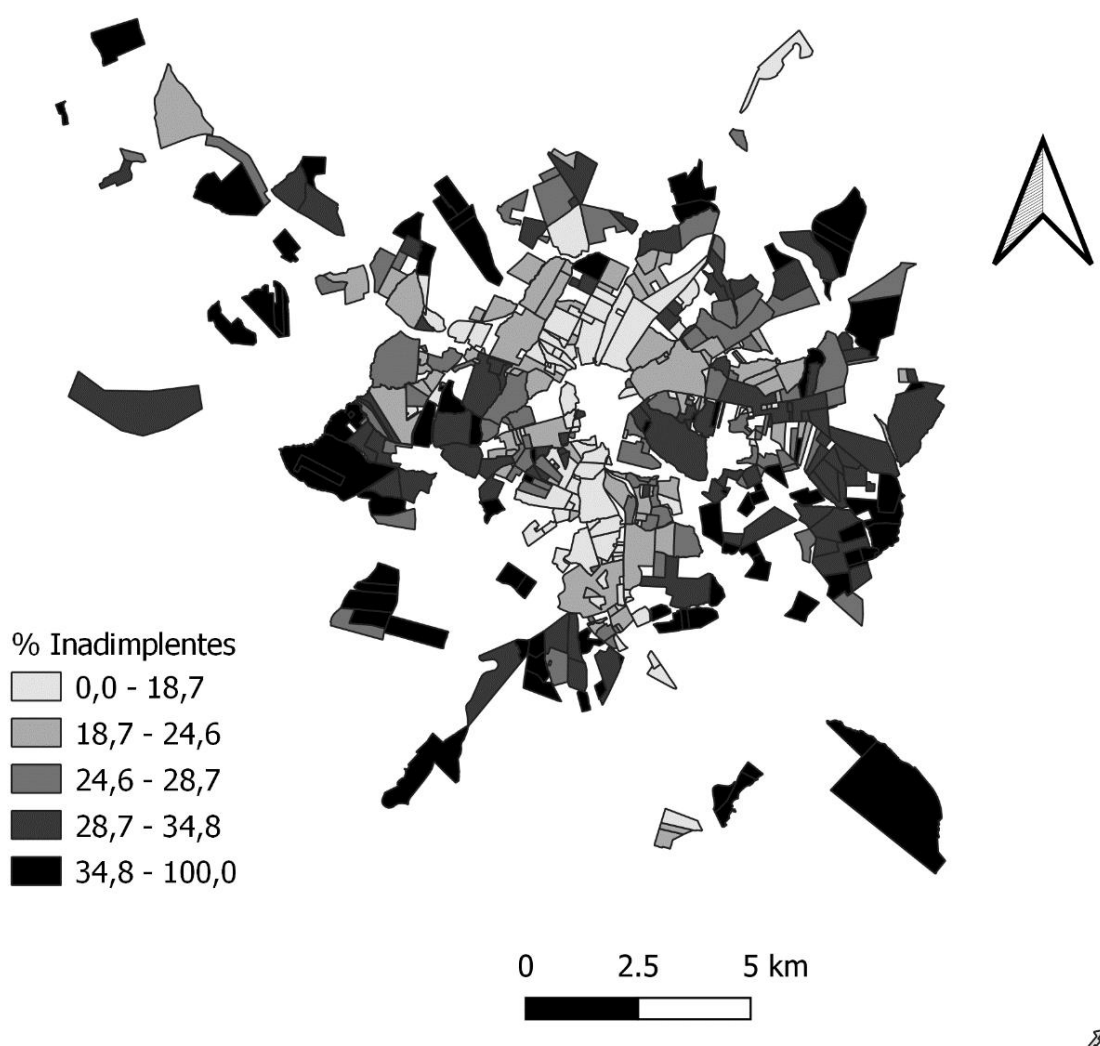 % Inadimplentes
0,0 - 18,7
18,7 - 24,6
24,6 - 28,7
28,7 - 34,8
34,8 - 100,0
0 2.5 5 km